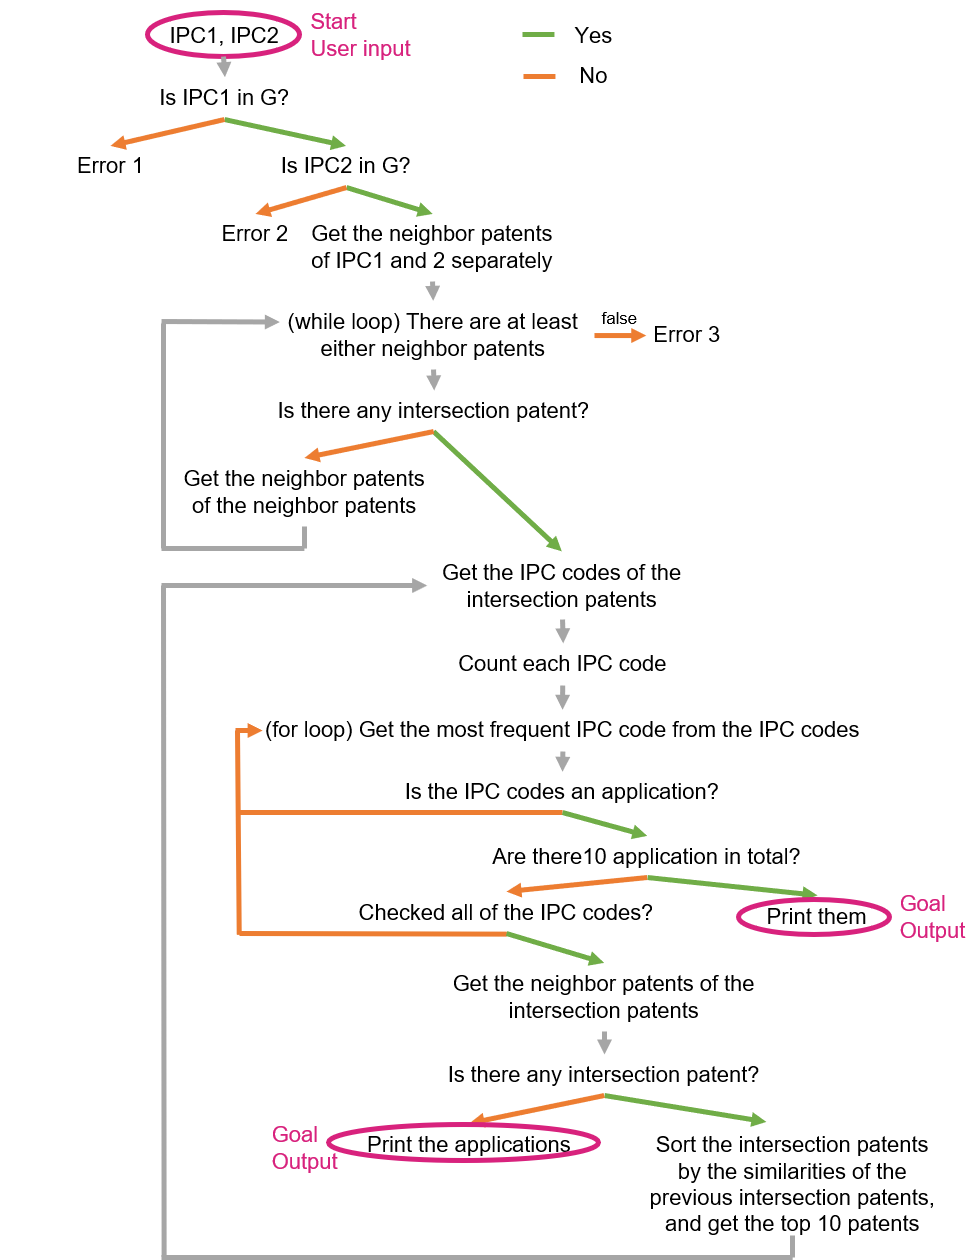 IPC1, IPC2
Start
User input
Yes
No
Is IPC1 in G?
Error 1
Is IPC2 in G?
Error 2
Get the neighbor patents
of IPC1 and 2 separately
(while loop) There are at least
either neighbor patents
false
Error 3
Is there any intersection patent?
Get the neighbor patents
of the neighbor patents
Get the IPC codes of the
intersection patents
Count each IPC code
(for loop) Get the most frequent IPC code from the IPC codes
Is the IPC codes an application?
Are there10 application in total?
Checked all of the IPC codes?
Print them
Goal
Output
Get the neighbor patents of the
intersection patents
Is there any intersection patent?
Goal
Output
Print the applications
Sort the intersection patents
by the similarities of the
previous intersection patents,
and get the top 10 patents